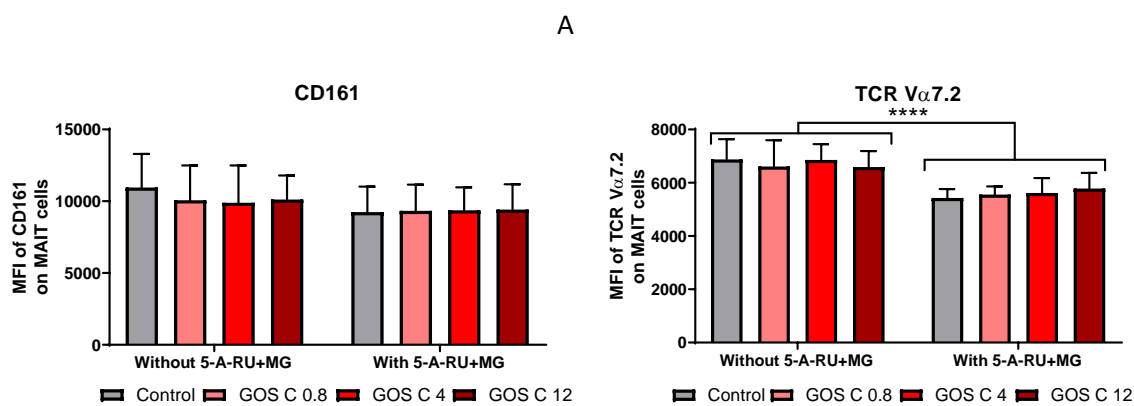 A
CD161
MFI of CD161
on MAIT cells
15000
10000
5000
0
Without 5-A-RU+MG
With 5-A-RU+MG
Control
GOS C 0.8
GOS C 4
GOS C 12
TCR Vα7.2
****
MFI of TCR Vα7.2
on MAIT cells
8000
6000
4000
2000
0
Without 5-A-RU+MG
With 5-A-RU+MG
Control
GOS C 0.8
GOS C 4
GOS C 12